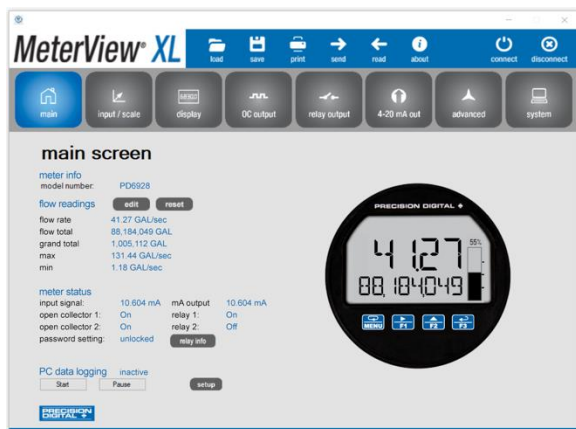 MeterView® XL
load save print send read about connect disconnect
main input / scale display OC output relay output 4-20 mA out advanced system
main screen
meter info
model number: PD6928
flow readings edit reset
flow rate 41.27 GAL/sec
flow total 88,184,049 GAL
grand total 1,005,112 GAL
max 131.44 GAL/sec
min 1.18 GAL/sec
meter status
input signal: 10.604 mA mA output 10.604 mA
open collector 1: On relay 1: On
open collector 2: On relay 2: Off
password setting: unlocked relay info
PC data logging inactive
Start Pause setup
PRECISION
DIGITAL
PRECISION DIGITAL
41.27 55%
88,184,049
MENU F1 F2 F3